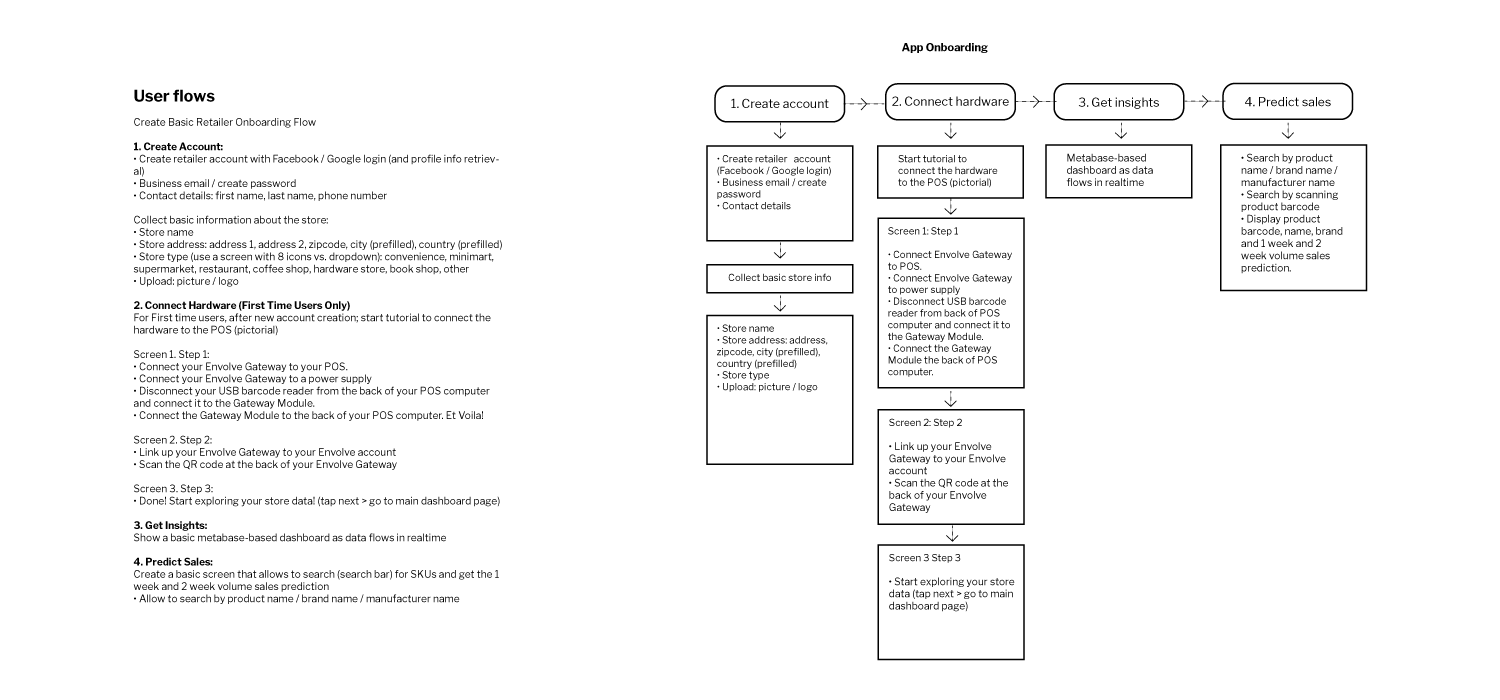 User flows
Create Basic Retailer Onboarding Flow
1. Create Account:
• Create retailer account with Facebook / Google login (and profile info retriev-
al)
• Business email / create password
• Contact details: first name, last name, phone number
Collect basic information about the store:
• Store name
• Store address: address 1, address 2, zipcode, city (prefilled), country (prefilled)
• Store type (use a screen with 8 icons vs. dropdown): convenience, minimart,
supermarket, restaurant, coffee shop, hardware store, book shop, other
• Upload: picture / logo
2. Connect Hardware (First Time Users Only)
For First time users, after new account creation; start tutorial to connect the
hardware to the POS (pictorial)
Screen 1. Step 1:
• Connect your Envolve Gateway to your POS.
• Connect your Envolve Gateway to a power supply
• Disconnect your USB barcode reader from the back of your POS computer
and connect it to the Gateway Module.
• Connect the Gateway Module to the back of your POS computer. Et Voila!
Screen 2. Step 2:
• Link up your Envolve Gateway to your Envolve account
• Scan the QR code at the back of your Envolve Gateway
Screen 3. Step 3:
• Done! Start exploring your store data! (tap next > go to main dashboard page)
3. Get Insights:
Show a basic metabase-based dashboard as data flows in realtime
4. Predict Sales:
Create a basic screen that allows to search (search bar) for SKUs and get the 1
week and 2 week volume sales prediction
• Allow to search by product name / brand name / manufacturer name
App Onboarding
1. Create account
• Create retailer account
(Facebook / Google login)
• Business email / create
password
• Contact details
Collect basic store info
• Store name
• Store address: address,
zipcode, city (prefilled),
country (prefilled)
• Store type
• Upload: picture / logo
2. Connect hardware
Start tutorial to
connect the hardware
to the POS (pictorial)
Screen 1: Step 1
• Connect Envolve Gateway
to POS.
• Connect Envolve Gateway
to power supply
• Disconnect USB barcode
reader from back of POS
computer and connect it to
the Gateway Module.
• Connect the Gateway
Module the back of POS
computer.
Screen 2: Step 2
• Link up your Envolve
Gateway to your Envolve
account
• Scan the QR code at the
back of your Envolve
Gateway
Screen 3 Step 3
• Start exploring your store
data (tap next > go to main
dashboard page)
3. Get insights
Metabase-based
dashboard as data
flows in realtime
4. Predict sales
• Search by product
name / brand name /
manufacturer name
• Search by scanning
product barcode
• Display product
barcode, name, brand
and 1 week and 2
week volume sales
prediction.